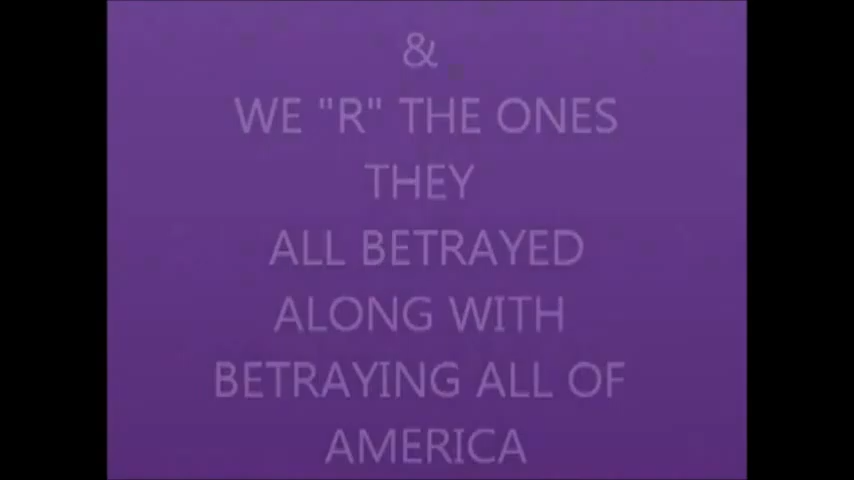 &
WE "R" THE ONES
THEY
ALL BETRAYED
ALONG WITH
BETRAYING ALL OF
AMERICA